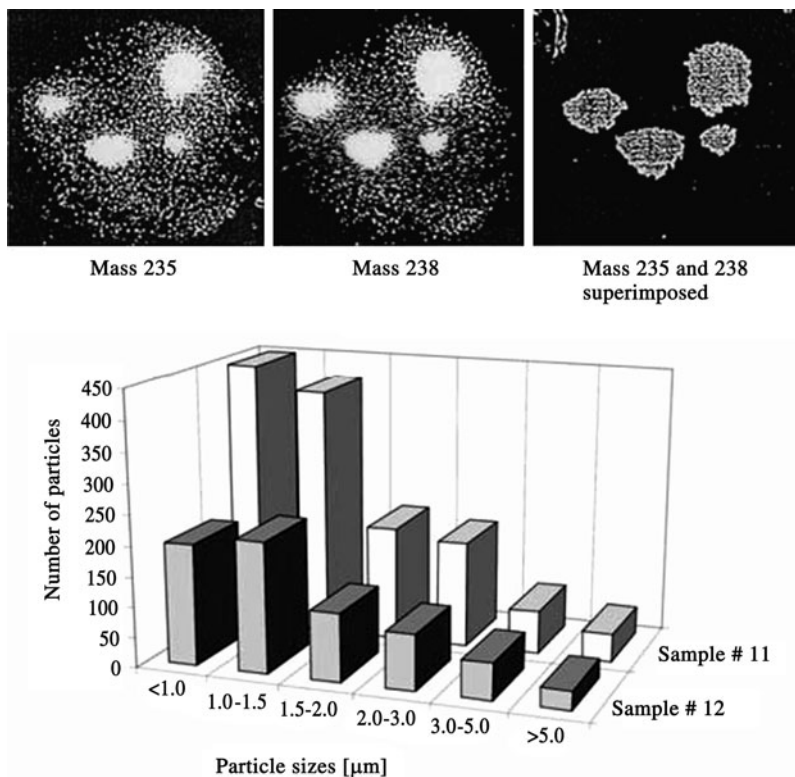 Mass 235
Mass 238
Mass 235 and 238
superimposed
Number of particles
450
400
350
300
250
200
150
100
50
0
<1.0
1.0-1.5
1.5-2.0
2.0-3.0
3.0-5.0
>5.0
Sample # 11
Sample # 12
Particle sizes [μm]